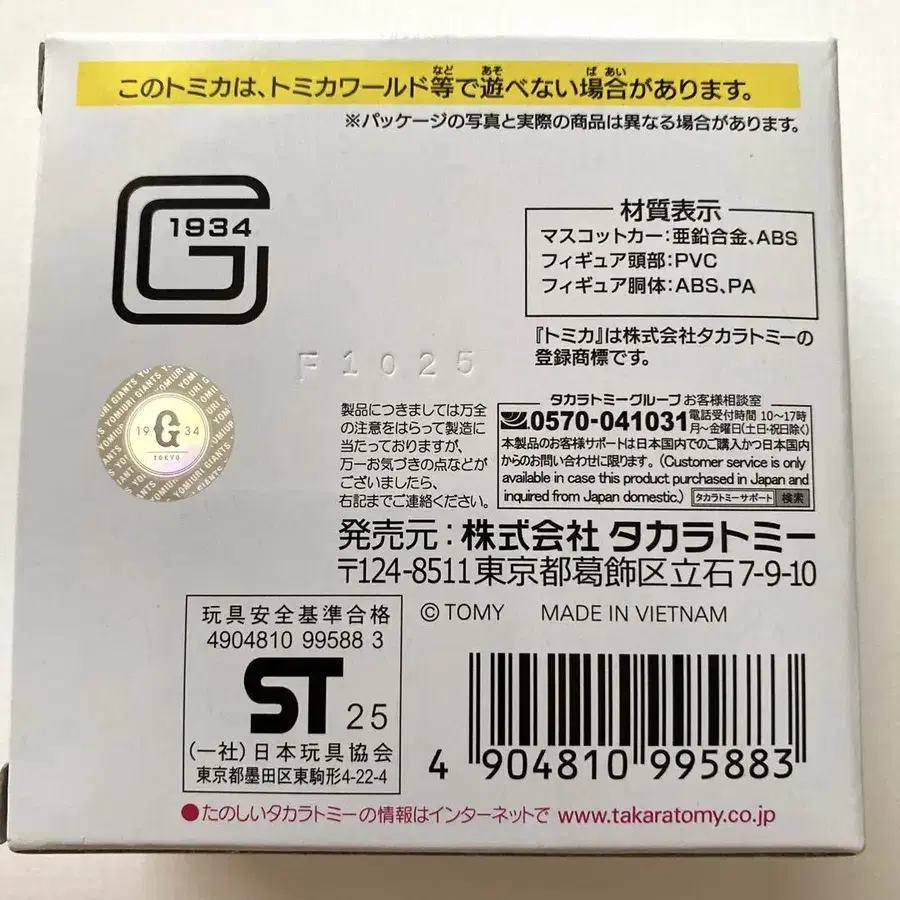 このトミカは、トミカワールド等で遊べない場合があります。
など あそ ば あい
※パッケージの写真と実際の商品は異なる場合があります。
1934
G
材質表示
マスコットカー:亜鉛合金、ABS
フィギュア頭部:PVC
フィギュア胴体:ABS、PA
『トミカ』は株式会社タカラトミーの
登録商標です。
F1025
YOMIURI GIANTS YOMIURI GIANTS
19 G 34
TOKYO
製品につきましては万全
の注意をはらって製造に
当たっておりますが、
万一お気づきの点などが
ございましたら、
右記までご連絡ください。
タカラトミーグループ お客様相談室
0570-041031 電話受付時間 10〜17時
月〜金曜日(土・日・祝日除く)
本製品のお客様サポートは日本国内でのご購入かつ日本国内
からのお問い合わせに限ります。(Customer service is only
available in case this product purchased in Japan and
inquired from Japan domestic.) タカラトミーサポート 検索
発売元:株式会社 タカラトミー
〒124-8511 東京都葛飾区立石7-9-10
© TOMY MADE IN VIETNAM
玩具安全基準合格
4904810 99588 3
ST 25
(一社)日本玩具協会
東京都墨田区東駒形4-22-4
4 904810 995883
●たのしいタカラトミーの情報はインターネットで www.takaratomy.co.jp